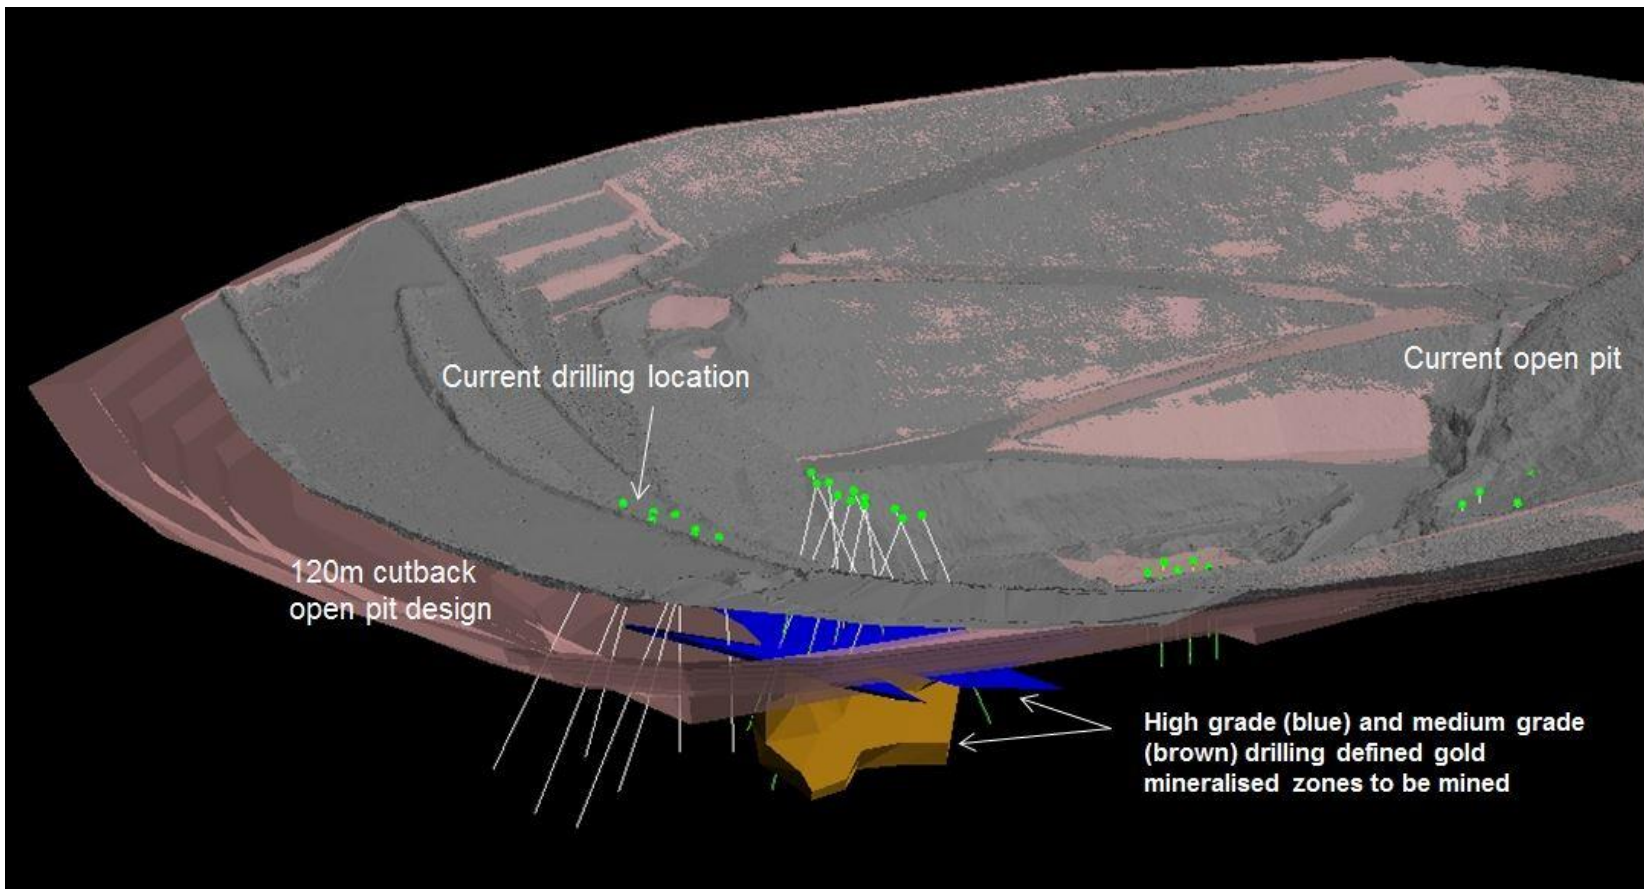 Current drilling location
Current open pit
120m cutback
open pit design
High grade (blue) and medium grade
(brown) drilling defined gold
mineralised zones to be mined